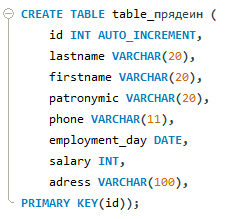 CREATE TABLE table_прядеин (
id INT AUTO_INCREMENT,
lastname VARCHAR(20),
firstname VARCHAR(20),
patronymic VARCHAR(20),
phone VARCHAR(11),
employment_day DATE,
salary INT,
adress VARCHAR(100),
PRIMARY KEY(id));